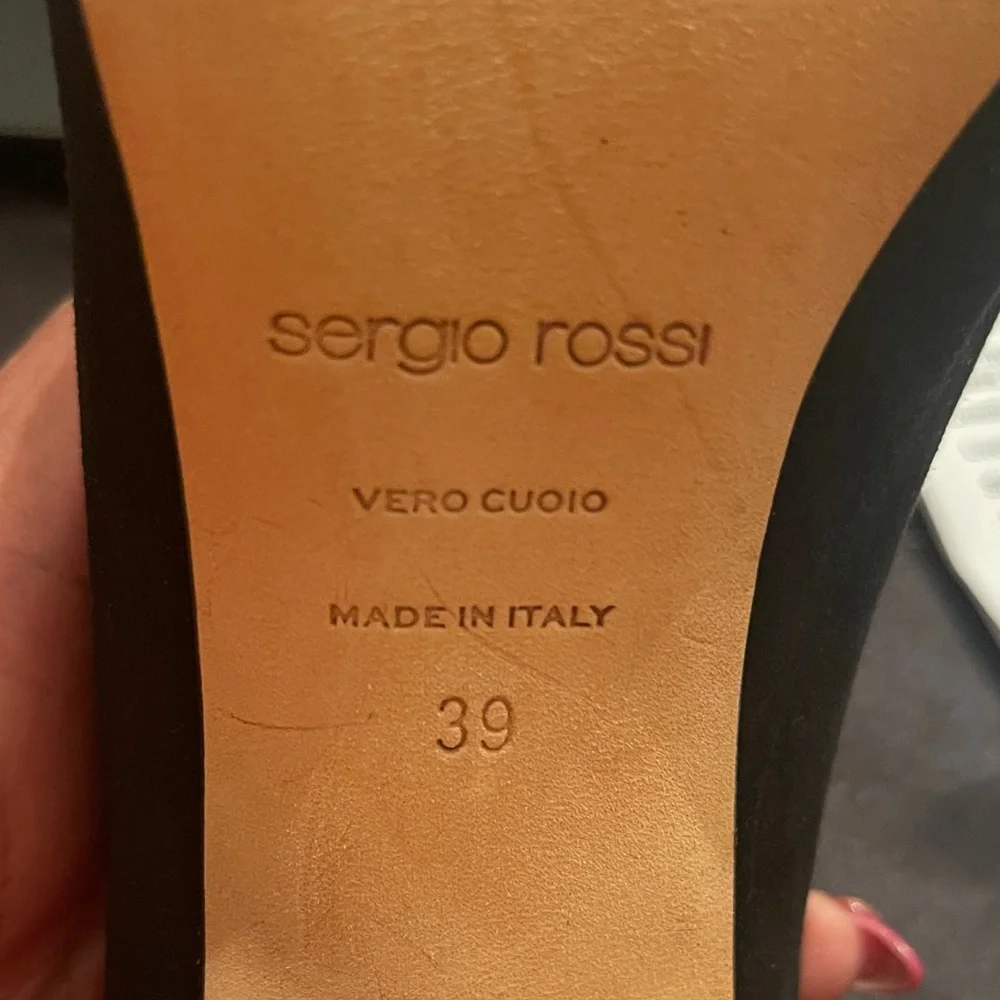 sergio rossi
VERO CUOIO
MADE IN ITALY
39